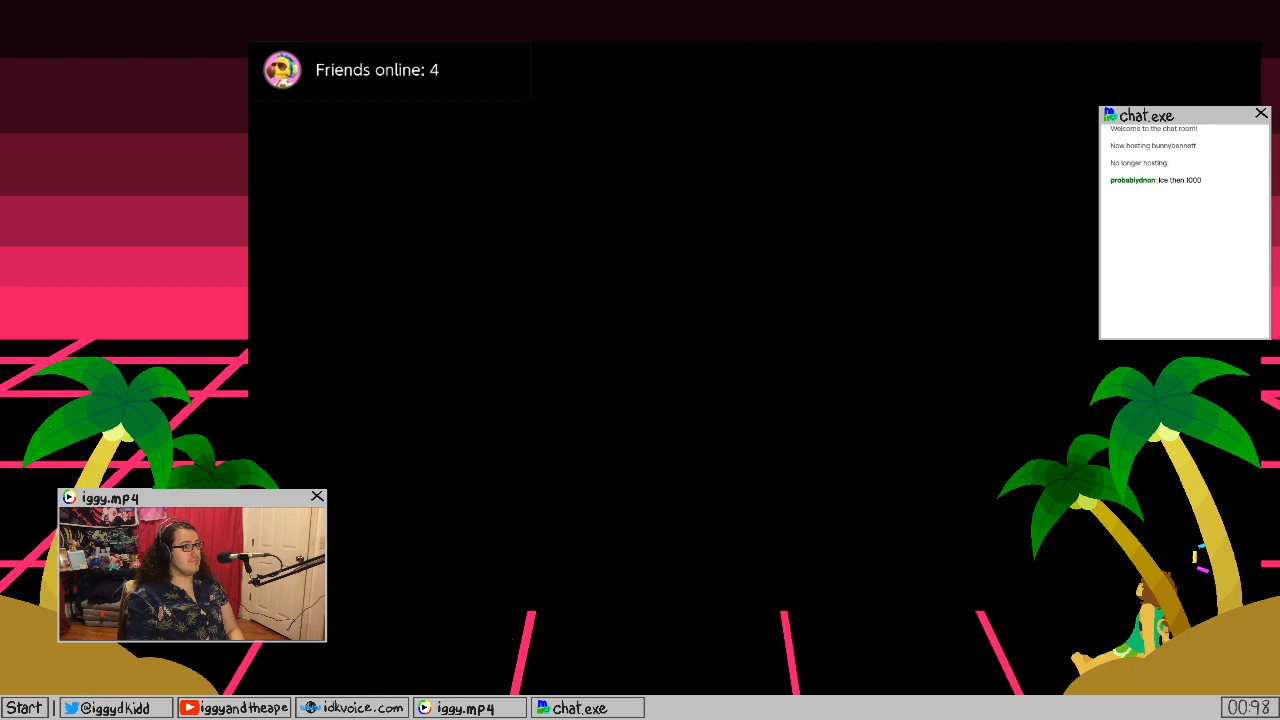 Friends online: 4
chat.exe
Welcome to the chat room!
Now hosting bunnybennett
No longer hosting.
probablydnon: Ice then 1000
iggy.mp4
Start | @iggydkidd iggyandtheape www idkvoice.com iggy.mp4 chat.exe 00:98